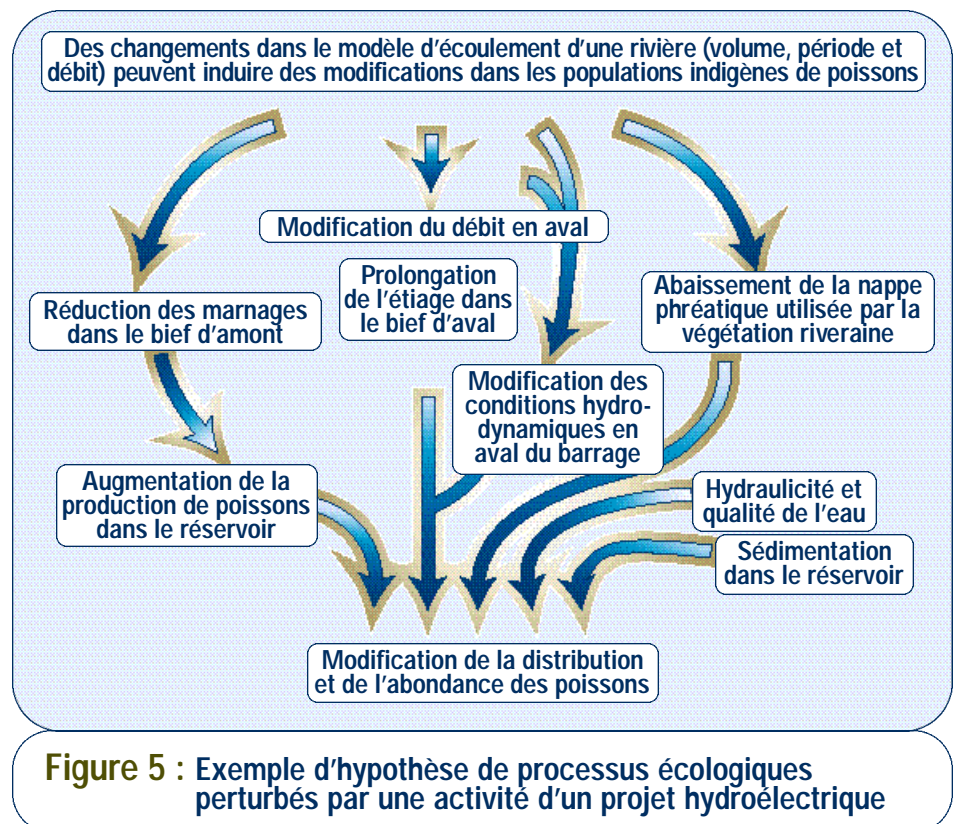 Des changements dans le modèle d'écoulement d'une rivière (volume, période et
débit) peuvent induire des modifications dans les populations indigènes de poissons
Modification du débit en aval
Prolongation
de l'étiage dans
le bief d'aval
Réduction des marnages
dans le bief d'amont
Abaissement de la nappe
phréatique utilisée par la
végétation riveraine
Modification des
conditions hydro-
dynamiques en
aval du barrage
Augmentation de la
production de poissons
dans le réservoir
Hydraulicité et
qualité de l'eau
Sédimentation
dans le réservoir
Modification de la distribution
et de l'abondance des poissons
Figure 5 : Exemple d'hypothèse de processus écologiques
perturbés par une activité d'un projet hydroélectrique